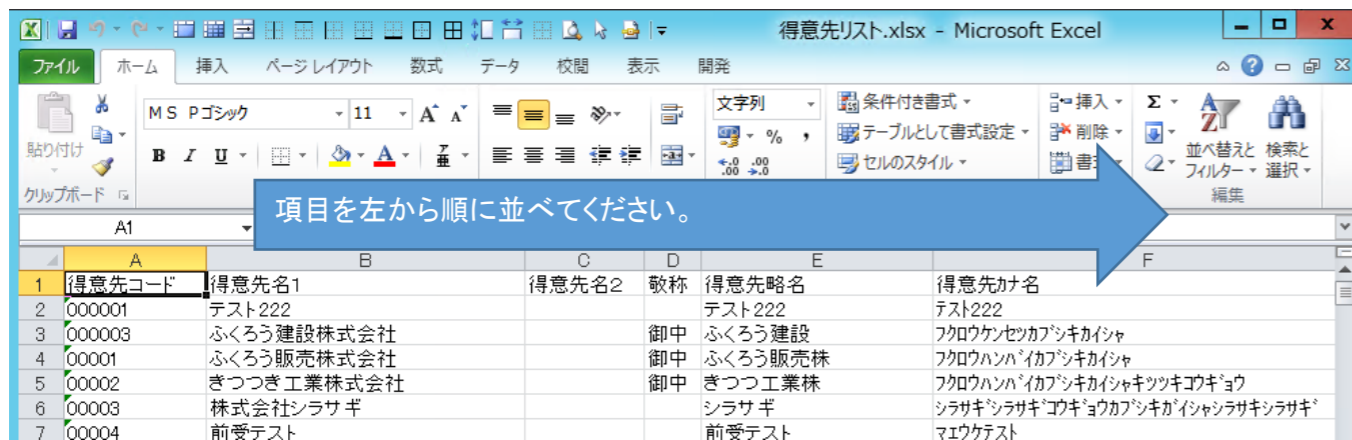 得意先リスト.xlsx - Microsoft Excel
ファイル ホーム 挿入 ページ レイアウト 数式 データ 校閲 表示 開発
ＭＳ Ｐゴシック 11 A A 文字列 条件付き書式 挿入 Σ
貼り付け B I U A 亜 % , テーブルとして書式設定 削除 並べ替えと 検索と
セルのスタイル フィルター 選択
クリップボード 編集
項目を左から順に並べてください。
A1
A B C D E F
1 得意先コード 得意先名1 得意先名2 敬称 得意先略名 得意先カナ名
2 000001 テスト222 テスト222 ﾃｽﾄ222
3 000003 ふくろう建設株式会社 御中 ふくろう建設 ﾌｸﾛｳｹﾝｾﾂｶﾌﾞｼｷｶｲｼｬ
4 00001 ふくろう販売株式会社 御中 ふくろう販売株 ﾌｸﾛｳﾊﾝﾊﾞｲｶﾌﾞｼｷｶｲｼｬ
5 00002 きつつき工業株式会社 御中 きつつ工業株 ﾌｸﾛｳﾊﾝﾊﾞｲｶﾌﾞｼｷｶｲｼｬｷﾂﾂｷｺｳｷﾞｮｳ
6 00003 株式会社シラサギ シラサギ ｼﾗｻｷﾞｼﾗｻｷﾞｺｳｷﾞｮｳｶﾌﾞｼｷｶﾞｲｼｬｼﾗｻｷｼﾗｻｷﾞ
7 00004 前受テスト 前受テスト ﾏｴｳｹﾃｽﾄ